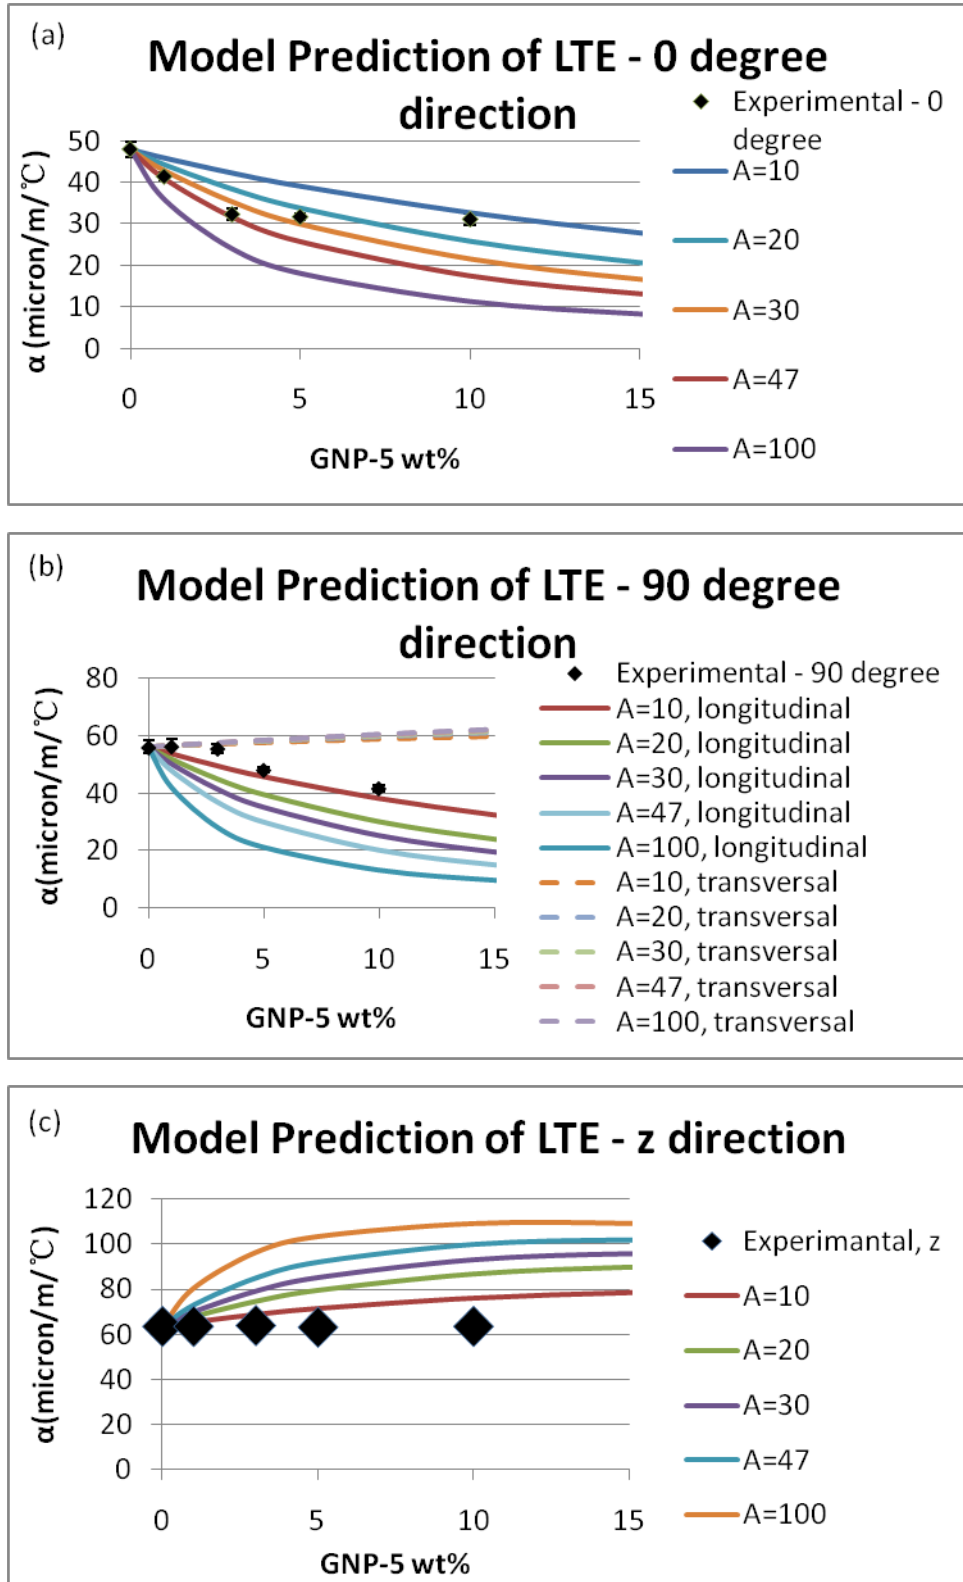 (a)
Model Prediction of LTE - 0 degree
direction
Experimental - 0
degree
A=10
A=20
A=30
A=47
A=100
α (micron/m/℃)
50
40
30
20
10
0
0
5
10
15
GNP-5 wt%
(b)
Model Prediction of LTE - 90 degree
direction
Experimental - 90 degree
A=10, longitudinal
A=20, longitudinal
A=30, longitudinal
A=47, longitudinal
A=100, longitudinal
A=10, transversal
A=20, transversal
A=30, transversal
A=47, transversal
A=100, transversal
α(micron/m/℃)
80
60
40
20
0
0
5
10
15
GNP-5 wt%
(c)
Model Prediction of LTE - z direction
Experimantal, z
A=10
A=20
A=30
A=47
A=100
α(micron/m/℃)
120
100
80
60
40
20
0
0
5
10
15
GNP-5 wt%